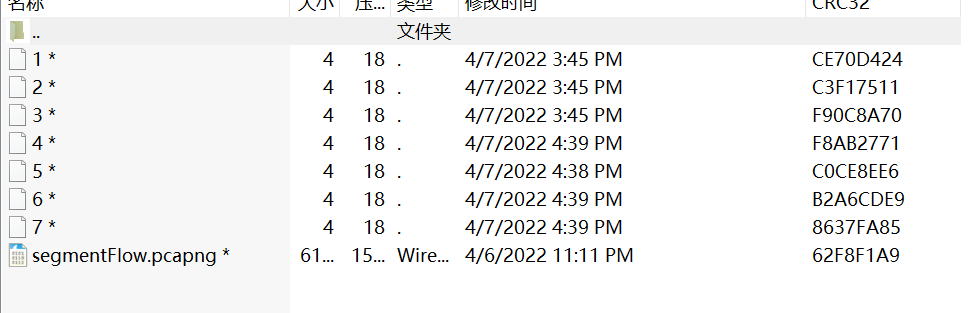 名称 大小 压... 类型 修改时间 CRC32
.. 文件夹
1 * 4 18 . 4/7/2022 3:45 PM CE70D424
2 * 4 18 . 4/7/2022 3:45 PM C3F17511
3 * 4 18 . 4/7/2022 3:45 PM F90C8A70
4 * 4 18 . 4/7/2022 4:39 PM F8AB2771
5 * 4 18 . 4/7/2022 4:38 PM C0CE8EE6
6 * 4 18 . 4/7/2022 4:39 PM B2A6CDE9
7 * 4 18 . 4/7/2022 4:39 PM 8637FA85
segmentFlow.pcapng * 61... 15... Wire... 4/6/2022 11:11 PM 62F8F1A9